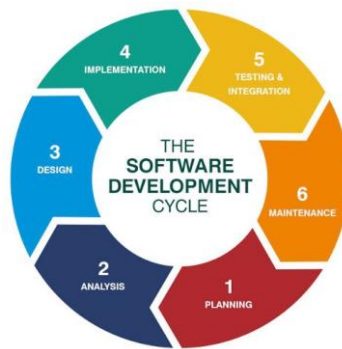 THE
SOFTWARE
DEVELOPMENT
CYCLE
1
PLANNING
2
ANALYSIS
3
DESIGN
4
IMPLEMENTATION
5
TESTING &
INTEGRATION
6
MAINTENANCE